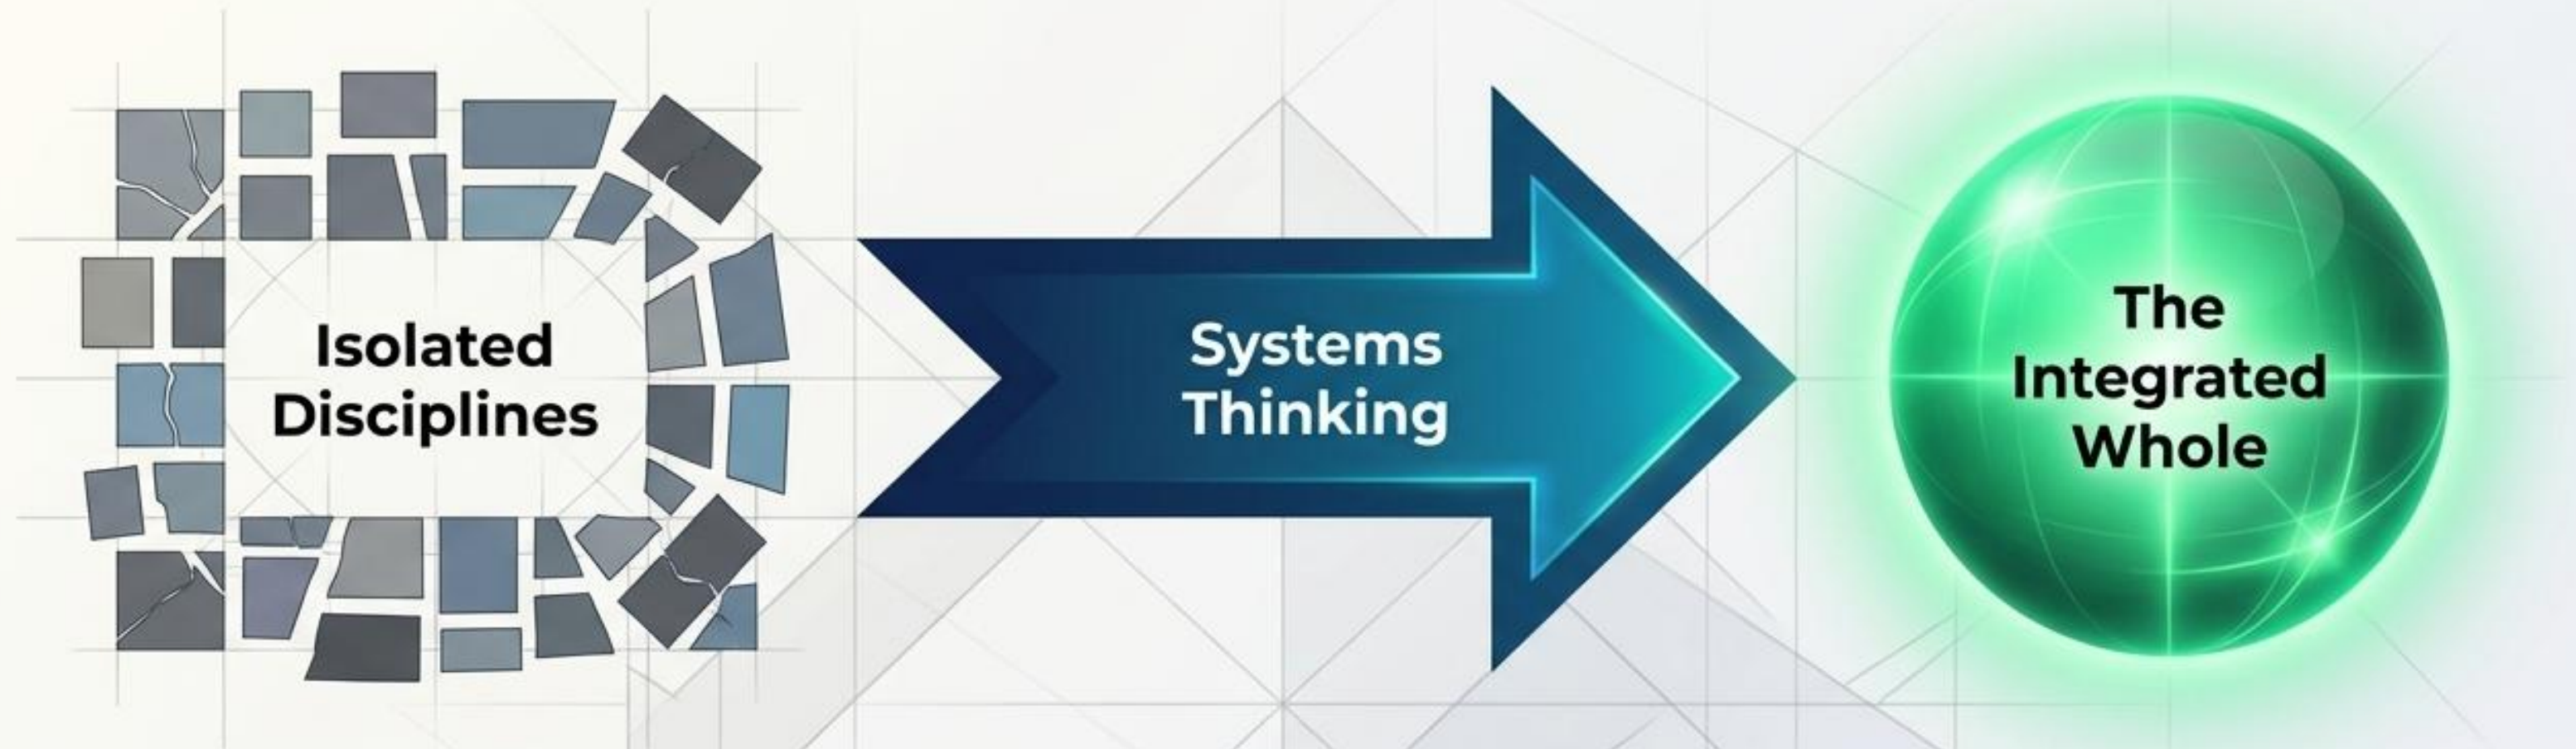 Isolated
Disciplines
Systems
Thinking
The
Integrated
Whole